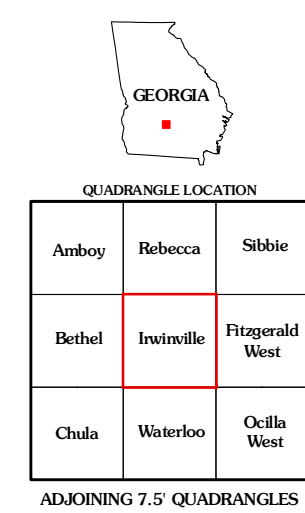 GEORGIA
QUADRANGLE LOCATION
Amboy
Rebecca
Sibbie
Bethel
Irwinville
Fitzgerald
West
Chula
Waterloo
Ocilla
West
ADJOINING 7.5' QUADRANGLES